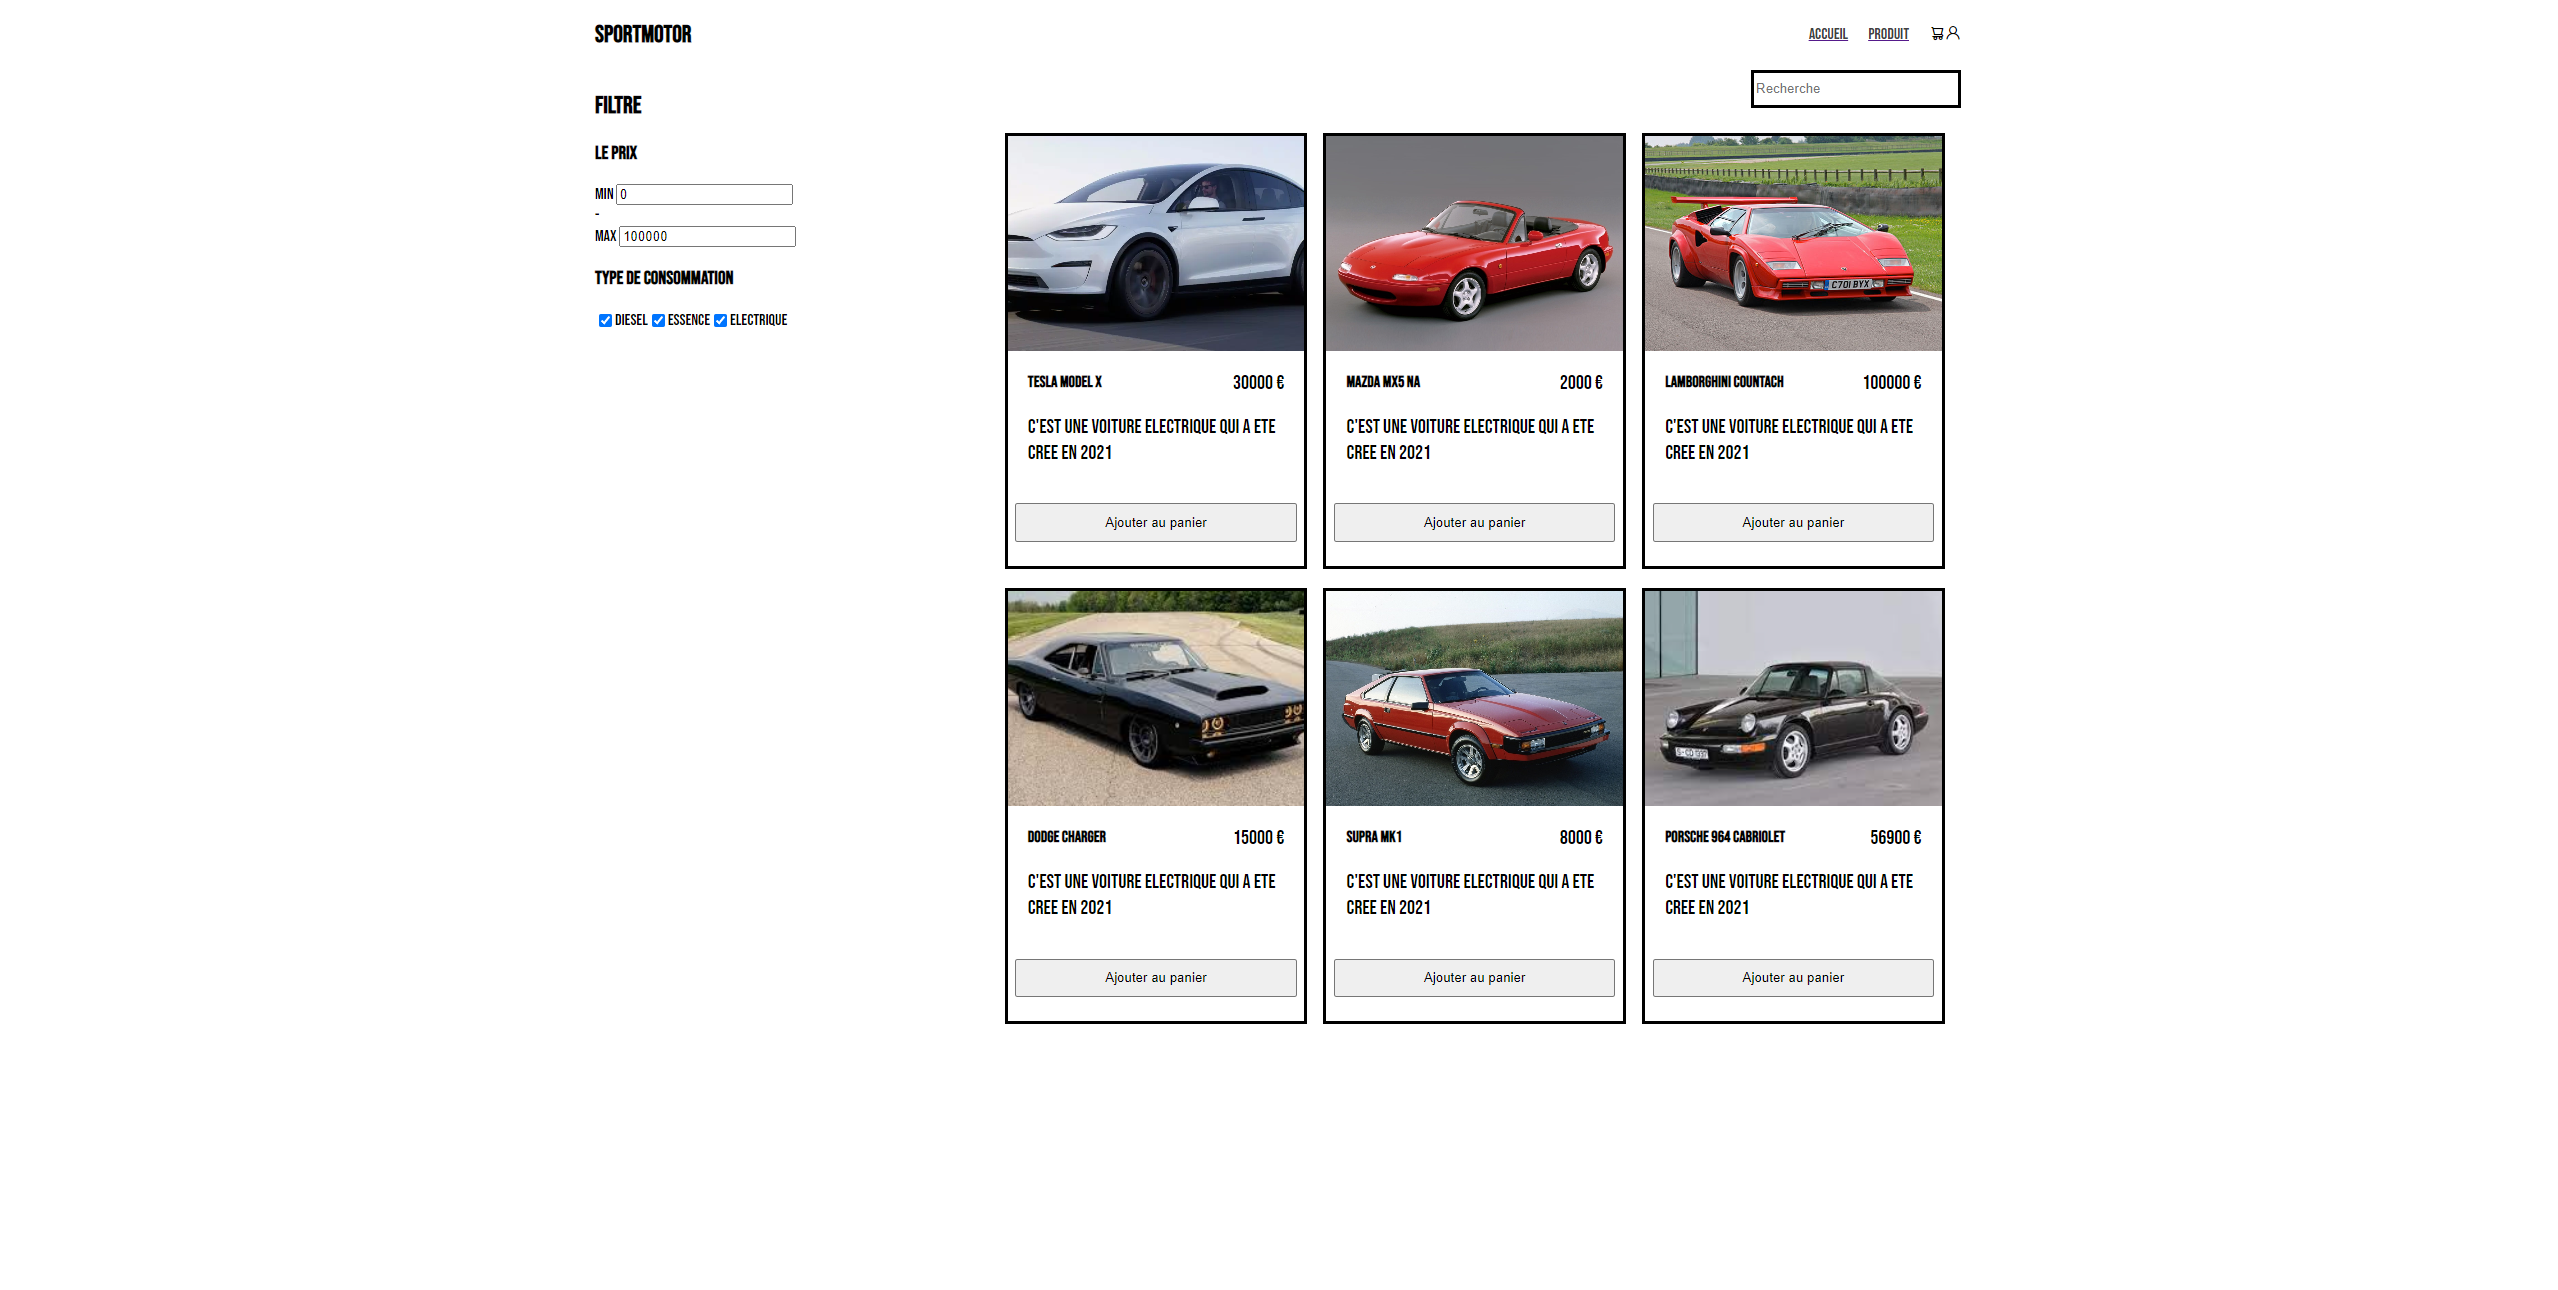 SPORTMOTOR
ACCUEIL PRODUIT
Recherche
FILTRE
LE PRIX
MIN 0
-
MAX 100000
TYPE DE CONSOMMATION
DIESEL ESSENCE ELECTRIQUE
C701 BYX
TESLA MODEL X 30000 €
C'EST UNE VOITURE ELECTRIQUE QUI A ETE
CREE EN 2021
Ajouter au panier
MAZDA MX5 NA 2000 €
C'EST UNE VOITURE ELECTRIQUE QUI A ETE
CREE EN 2021
Ajouter au panier
LAMBORGHINI COUNTACH 100000 €
C'EST UNE VOITURE ELECTRIQUE QUI A ETE
CREE EN 2021
Ajouter au panier
DODGE CHARGER 15000 €
C'EST UNE VOITURE ELECTRIQUE QUI A ETE
CREE EN 2021
Ajouter au panier
SUPRA MK1 8000 €
C'EST UNE VOITURE ELECTRIQUE QUI A ETE
CREE EN 2021
Ajouter au panier
PORSCHE 964 CABRIOLET 56900 €
C'EST UNE VOITURE ELECTRIQUE QUI A ETE
CREE EN 2021
Ajouter au panier